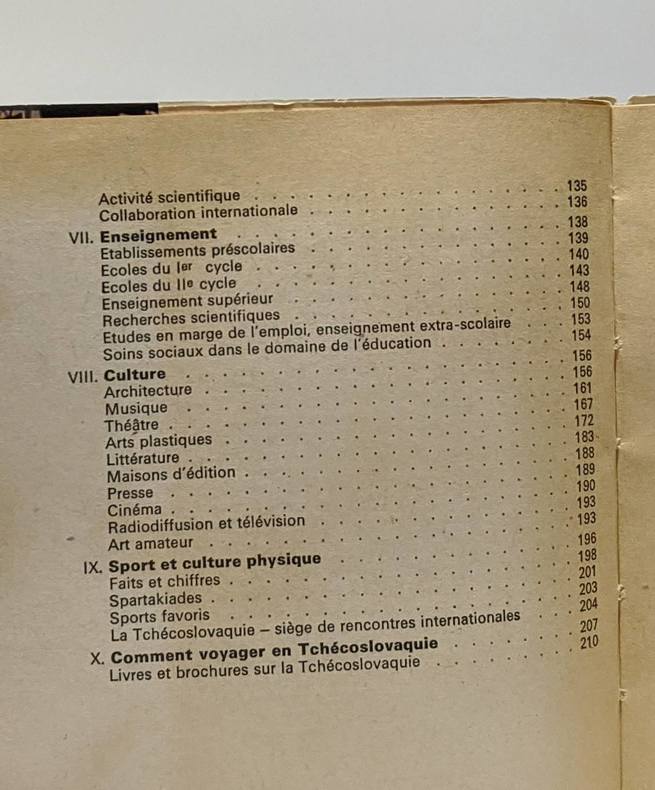 Activité scientifique . . . . . . . . . . . . . . . . . 135
Collaboration internationale . . . . . . . . . . . . . . 136
VII. Enseignement . . . . . . . . . . . . . . . . . . 138
Etablissements préscolaires . . . . . . . . . . . . . . 139
Ecoles du Ier cycle . . . . . . . . . . . . . . . . . 140
Ecoles du IIe cycle . . . . . . . . . . . . . . . . . 143
Enseignement supérieur . . . . . . . . . . . . . . . 148
Recherches scientifiques . . . . . . . . . . . . . . . 150
Etudes en marge de l'emploi, enseignement extra-scolaire . . . 153
Soins sociaux dans le domaine de l'éducation . . . . . . . 154
VIII. Culture . . . . . . . . . . . . . . . . . . . . . 156
Architecture . . . . . . . . . . . . . . . . . . . . 156
Musique . . . . . . . . . . . . . . . . . . . . . 161
Théâtre . . . . . . . . . . . . . . . . . . . . . . 167
Arts plastiques . . . . . . . . . . . . . . . . . . . 172
Littérature . . . . . . . . . . . . . . . . . . . . . 183
Maisons d'édition . . . . . . . . . . . . . . . . . . 188
Presse . . . . . . . . . . . . . . . . . . . . . . 189
Cinéma . . . . . . . . . . . . . . . . . . . . . . 190
Radiodiffusion et télévision . . . . . . . . . . . . . . 193
Art amateur . . . . . . . . . . . . . . . . . . . . 193
IX. Sport et culture physique . . . . . . . . . . . . . 196
Faits et chiffres . . . . . . . . . . . . . . . . . . . 198
Spartakiades . . . . . . . . . . . . . . . . . . . . 201
Sports favoris . . . . . . . . . . . . . . . . . . . 203
La Tchécoslovaquie – siège de rencontres internationales . . . 204
X. Comment voyager en Tchécoslovaquie . . . . . . . 207
Livres et brochures sur la Tchécoslovaquie . . . . . . . . 210